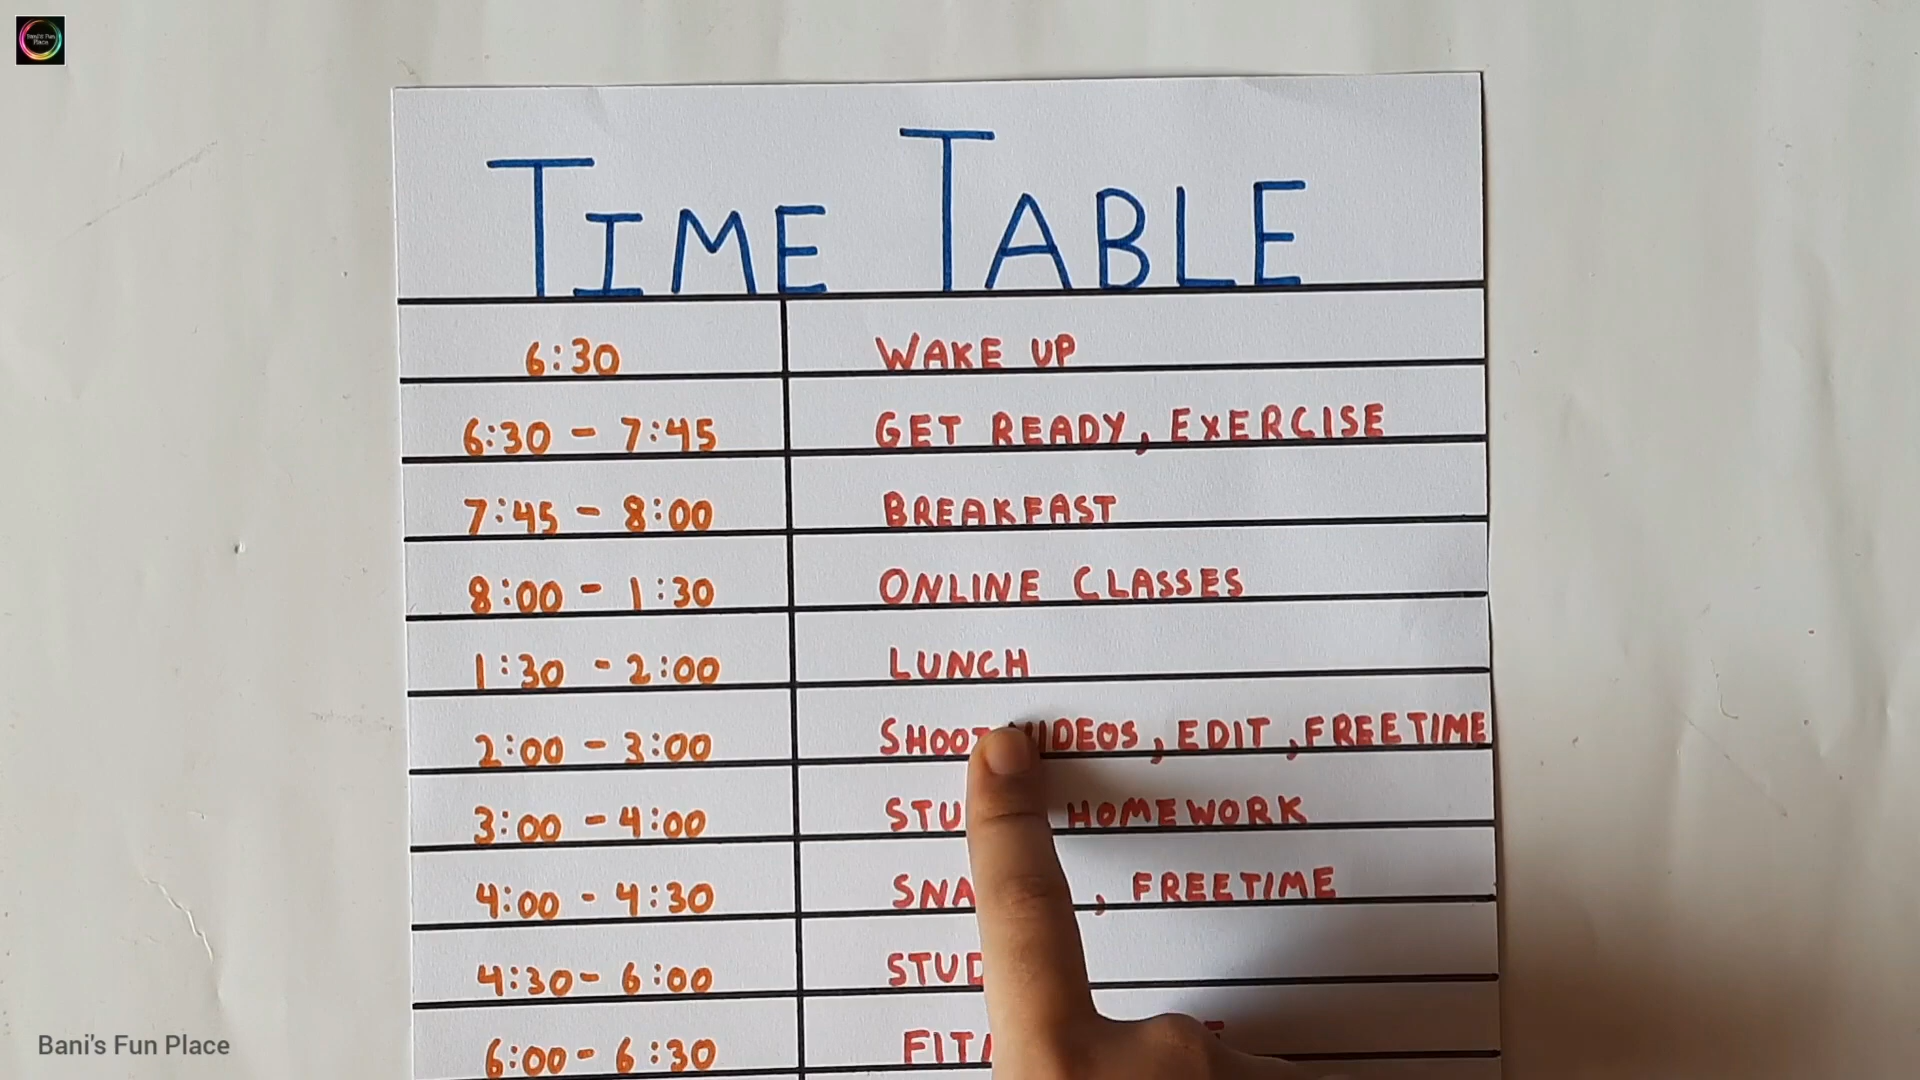 Bani's Fun Place
TIME TABLE
6:30 WAKE UP
6:30 - 7:45 GET READY, EXERCISE
7:45 - 8:00 BREAKFAST
8:00 - 1:30 ONLINE CLASSES
1:30 - 2:00 LUNCH
2:00 - 3:00 SHOOT VIDEOS, EDIT, FREETIME
3:00 - 4:00 HOMEWORK
4:00 - 4:30 , FREETIME
4:30 - 6:00
6:00 - 6:30
Bani's Fun Place